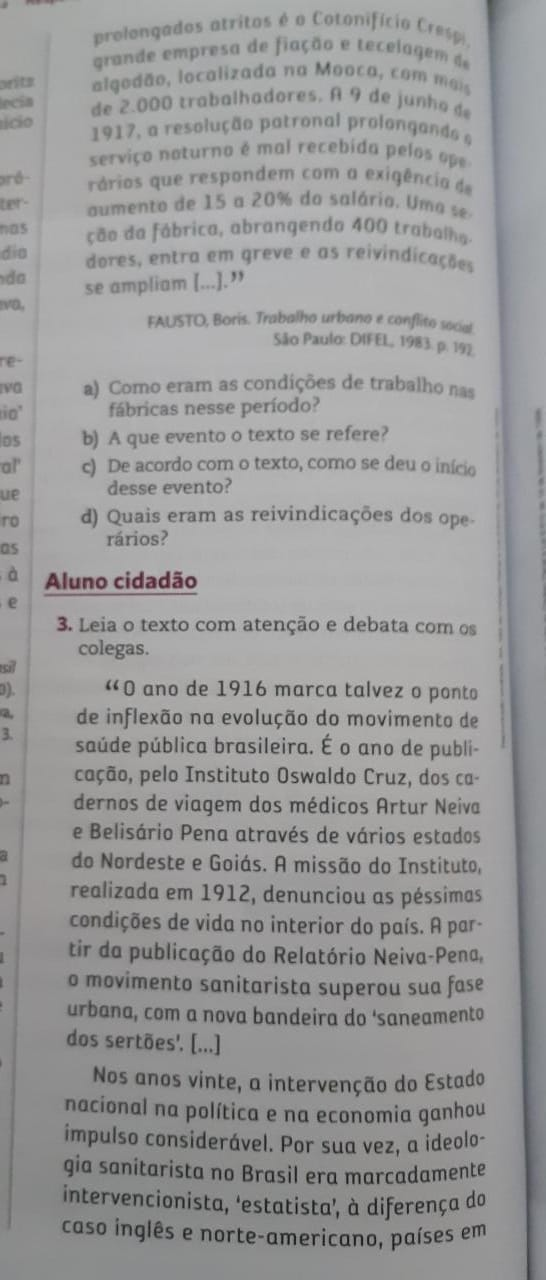 prolongados atritos é o Cotonifício Crespi,
grande empresa de fiação e tecelagem de
algodão, localizada na Mooca, com mais
de 2.000 trabalhadores. A 9 de junho de
1917, a resolução patronal prolongando o
serviço noturno é mal recebida pelos ope-
rários que respondem com a exigência de
aumento de 15 a 20% do salário. Uma se-
ção da fábrica, abrangendo 400 trabalha-
dores, entra em greve e as reivindicações
se ampliam [...].”
FAUSTO, Boris. Trabalho urbano e conflito social.
São Paulo: DIFEL, 1983. p. 192.
a) Como eram as condições de trabalho nas
fábricas nesse período?
b) A que evento o texto se refere?
c) De acordo com o texto, como se deu o início
desse evento?
d) Quais eram as reivindicações dos ope-
rários?
Aluno cidadão
3. Leia o texto com atenção e debata com os
colegas.
“O ano de 1916 marca talvez o ponto
de inflexão na evolução do movimento de
saúde pública brasileira. É o ano de publi-
cação, pelo Instituto Oswaldo Cruz, dos ca-
dernos de viagem dos médicos Artur Neiva
e Belisário Pena através de vários estados
do Nordeste e Goiás. A missão do Instituto,
realizada em 1912, denunciou as péssimas
condições de vida no interior do país. A par-
tir da publicação do Relatório Neiva-Pena,
o movimento sanitarista superou sua fase
urbana, com a nova bandeira do ‘saneamento
dos sertões’. [...]
Nos anos vinte, a intervenção do Estado
nacional na política e na economia ganhou
impulso considerável. Por sua vez, a ideolo-
gia sanitarista no Brasil era marcadamente
intervencionista, ‘estatista’, à diferença do
caso inglês e norte-americano, países em